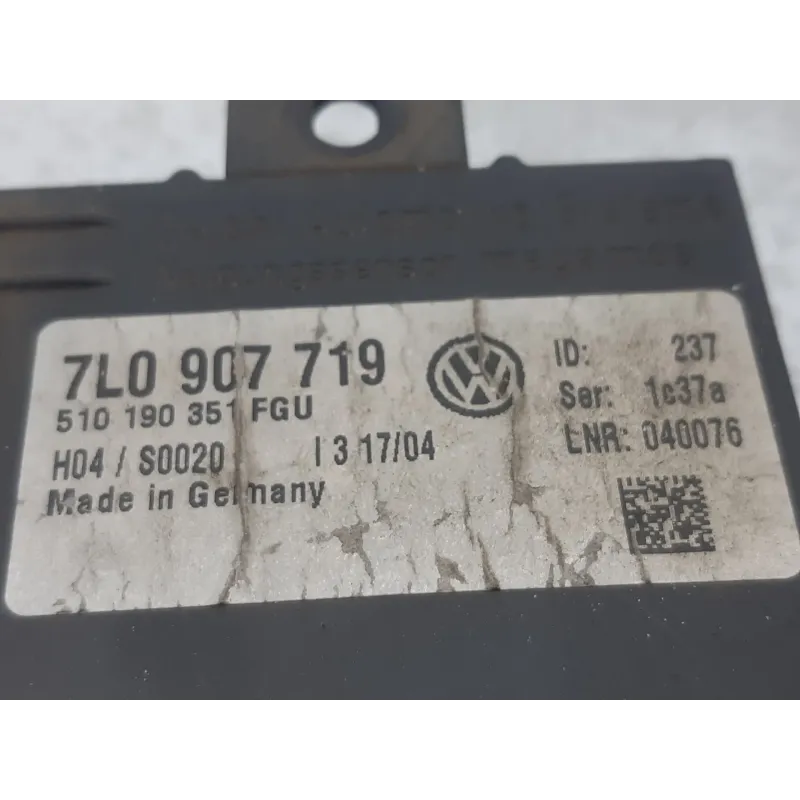 7L0 907 719
510 190 351 FGU
H04 / S0020 I 3 17/04
Made in Germany
ID: 237
Ser: 1c37a
LNR: 040076